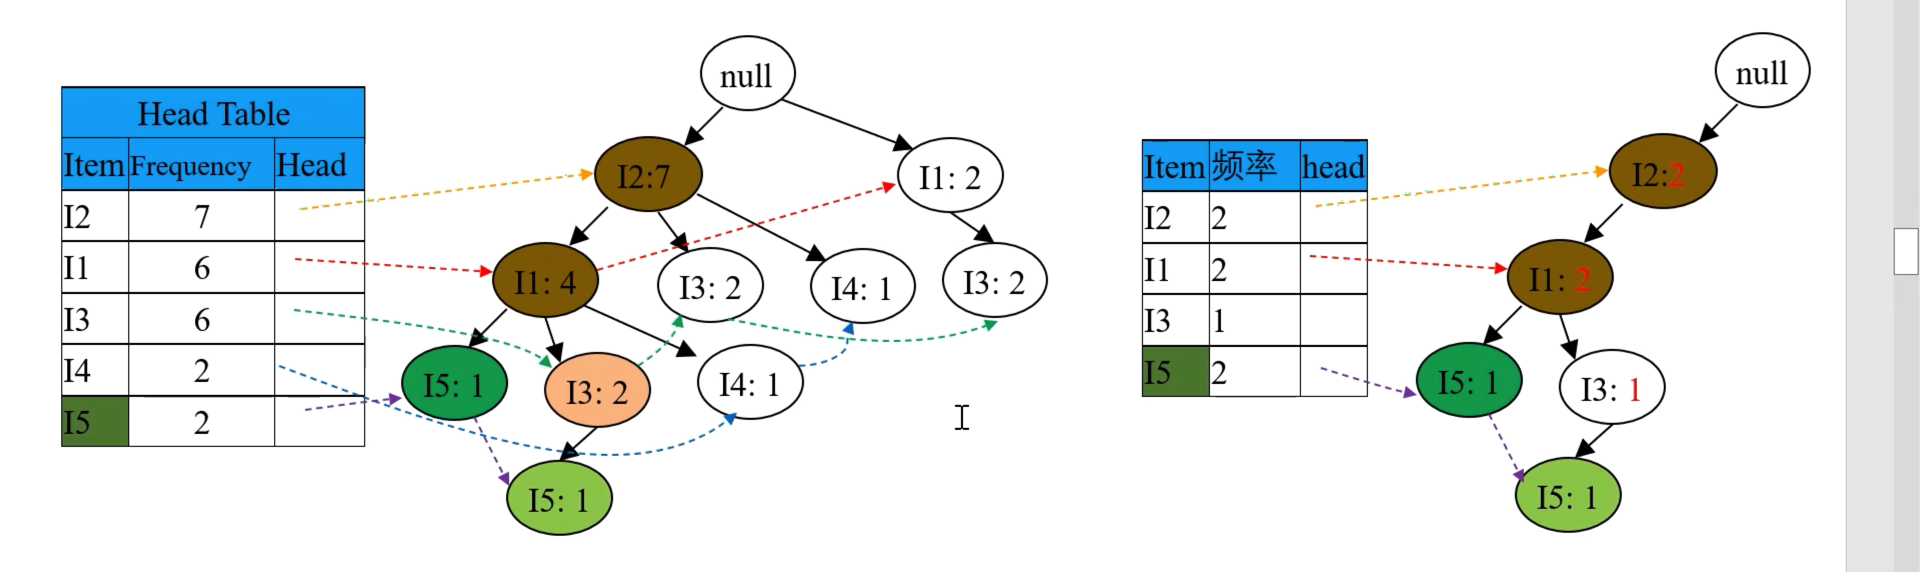 Head Table
Item Frequency Head
I2 7
I1 6
I3 6
I4 2
I5 2
null
I2:7
I1: 2
I1: 4
I3: 2
I4: 1
I3: 2
I5: 1
I3: 2
I4: 1
I5: 1
Item 频率 head
I2 2
I1 2
I3 1
I5 2
null
I2:2
I1: 2
I5: 1
I3: 1
I5: 1